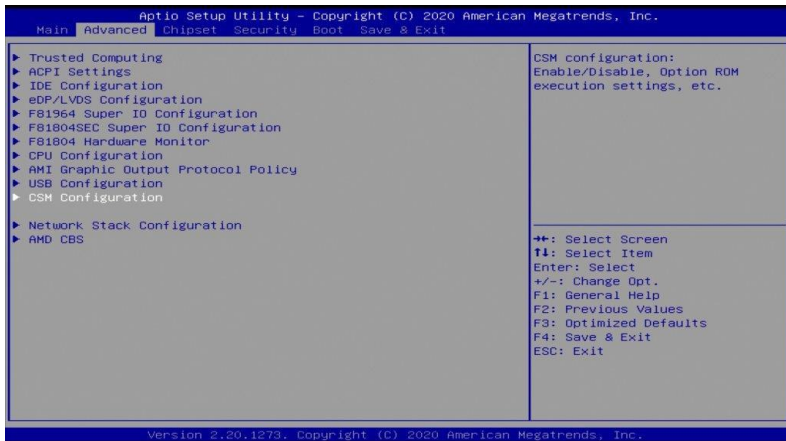 Aptio Setup Utility – Copyright (C) 2020 American Megatrends, Inc.
Main Advanced Chipset Security Boot Save & Exit
▶ Trusted Computing
▶ ACPI Settings
▶ IDE Configuration
▶ eDP/LVDS Configuration
▶ F81964 Super IO Configuration
▶ F81804SEC Super IO Configuration
▶ F81804 Hardware Monitor
▶ CPU Configuration
▶ AMI Graphic Output Protocol Policy
▶ USB Configuration
▶ CSM Configuration
▶ Network Stack Configuration
▶ AMD CBS
CSM configuration:
Enable/Disable, Option ROM
execution settings, etc.
→←: Select Screen
↑↓: Select Item
Enter: Select
+/-: Change Opt.
F1: General Help
F2: Previous Values
F3: Optimized Defaults
F4: Save & Exit
ESC: Exit
Version 2.20.1273. Copyright (C) 2020 American Megatrends, Inc.